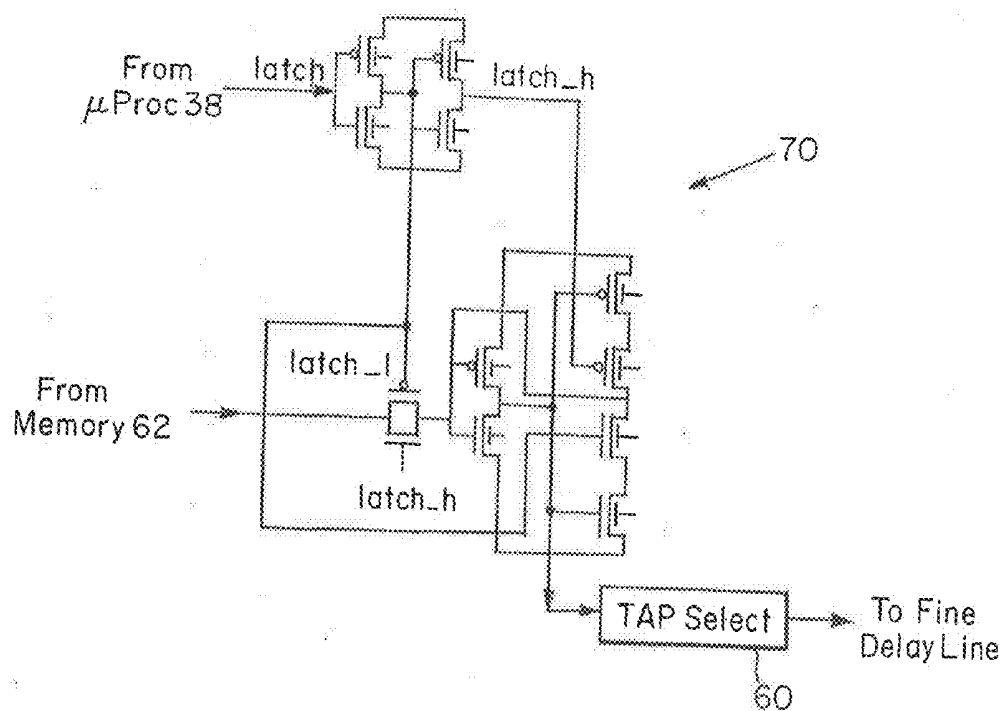 From
μProc 38
latch
latch_h
70
latch_l
From
Memory 62
latch_h
TAP Select
To Fine
Delay Line
60